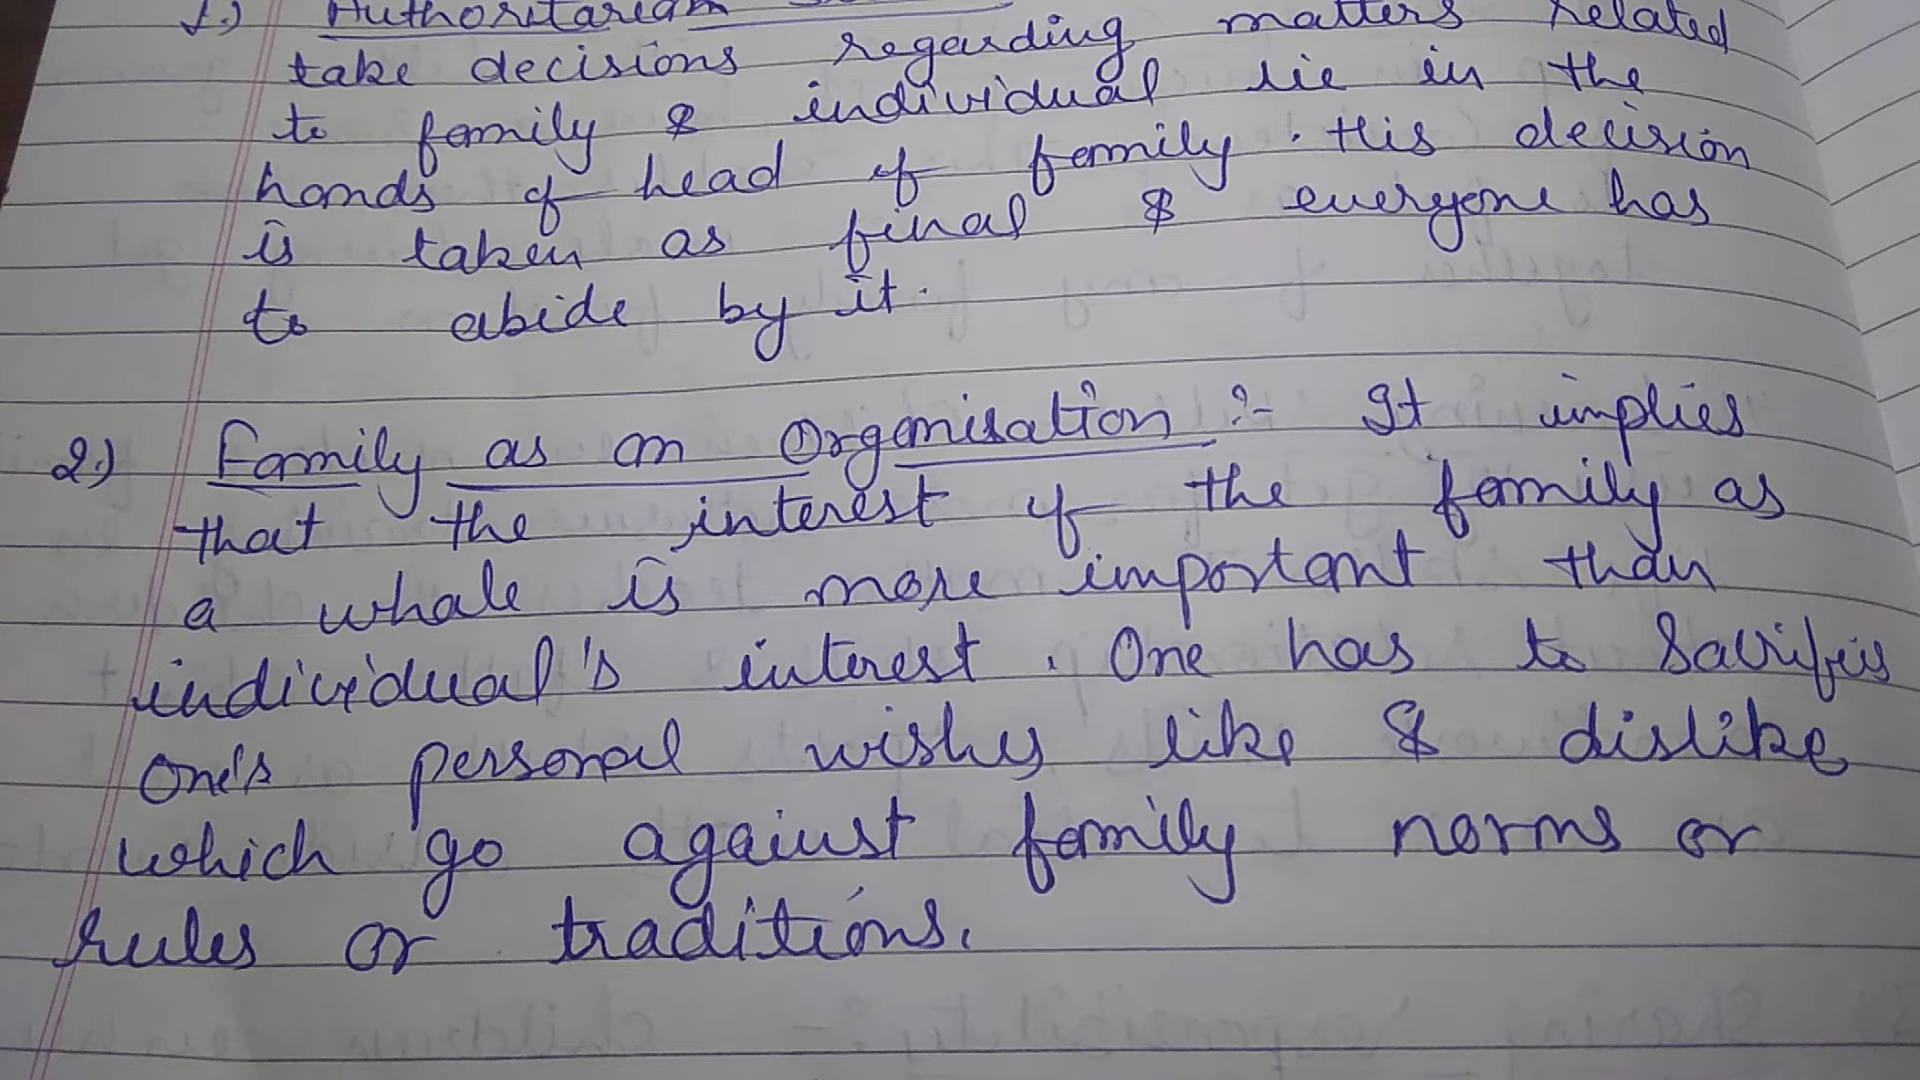 1.) Authoritarian
take decisions regarding matters related
to family & individual lie in the
hands of head of family. His decision
is taken as final & everyone has
to abide by it.
2.) Family as an Organisation :- It implies
that the interest of the family as
a whole is more important than
individual's interest. One has to
one's personal wishes like & dislike
which go against family norms or
rules or traditions.